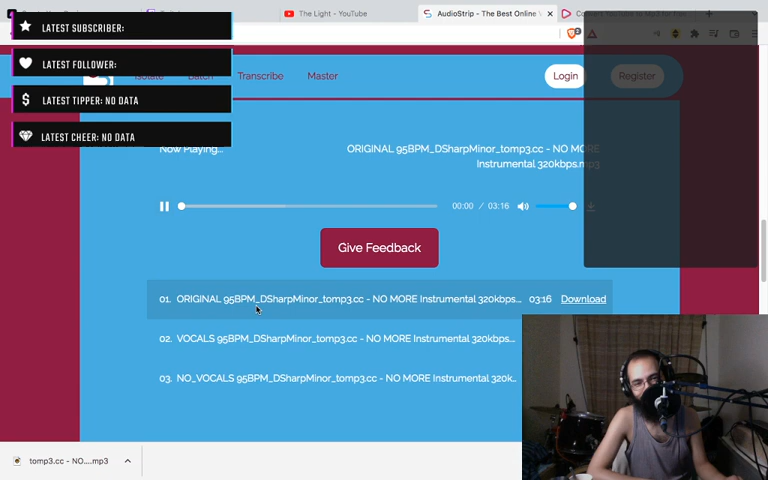 The Light - YouTube
AudioStrip - The Best Online V
LATEST SUBSCRIBER:
LATEST FOLLOWER:
LATEST TIPPER: NO DATA
LATEST CHEER: NO DATA
Isolate Batch Transcribe Master Login Register
Now Playing...
ORIGINAL 95BPM_DSharpMinor_tomp3.cc - NO MORE
Instrumental 320kbps.mp3
00:00 / 03:16
Give Feedback
01. ORIGINAL 95BPM_DSharpMinor_tomp3.cc - NO MORE Instrumental 320kbps... 03:16 Download
02. VOCALS 95BPM_DSharpMinor_tomp3.cc - NO MORE Instrumental 320kbps...
03. NO_VOCALS 95BPM_DSharpMinor_tomp3.cc - NO MORE Instrumental 320k...
tomp3.cc - NO....mp3